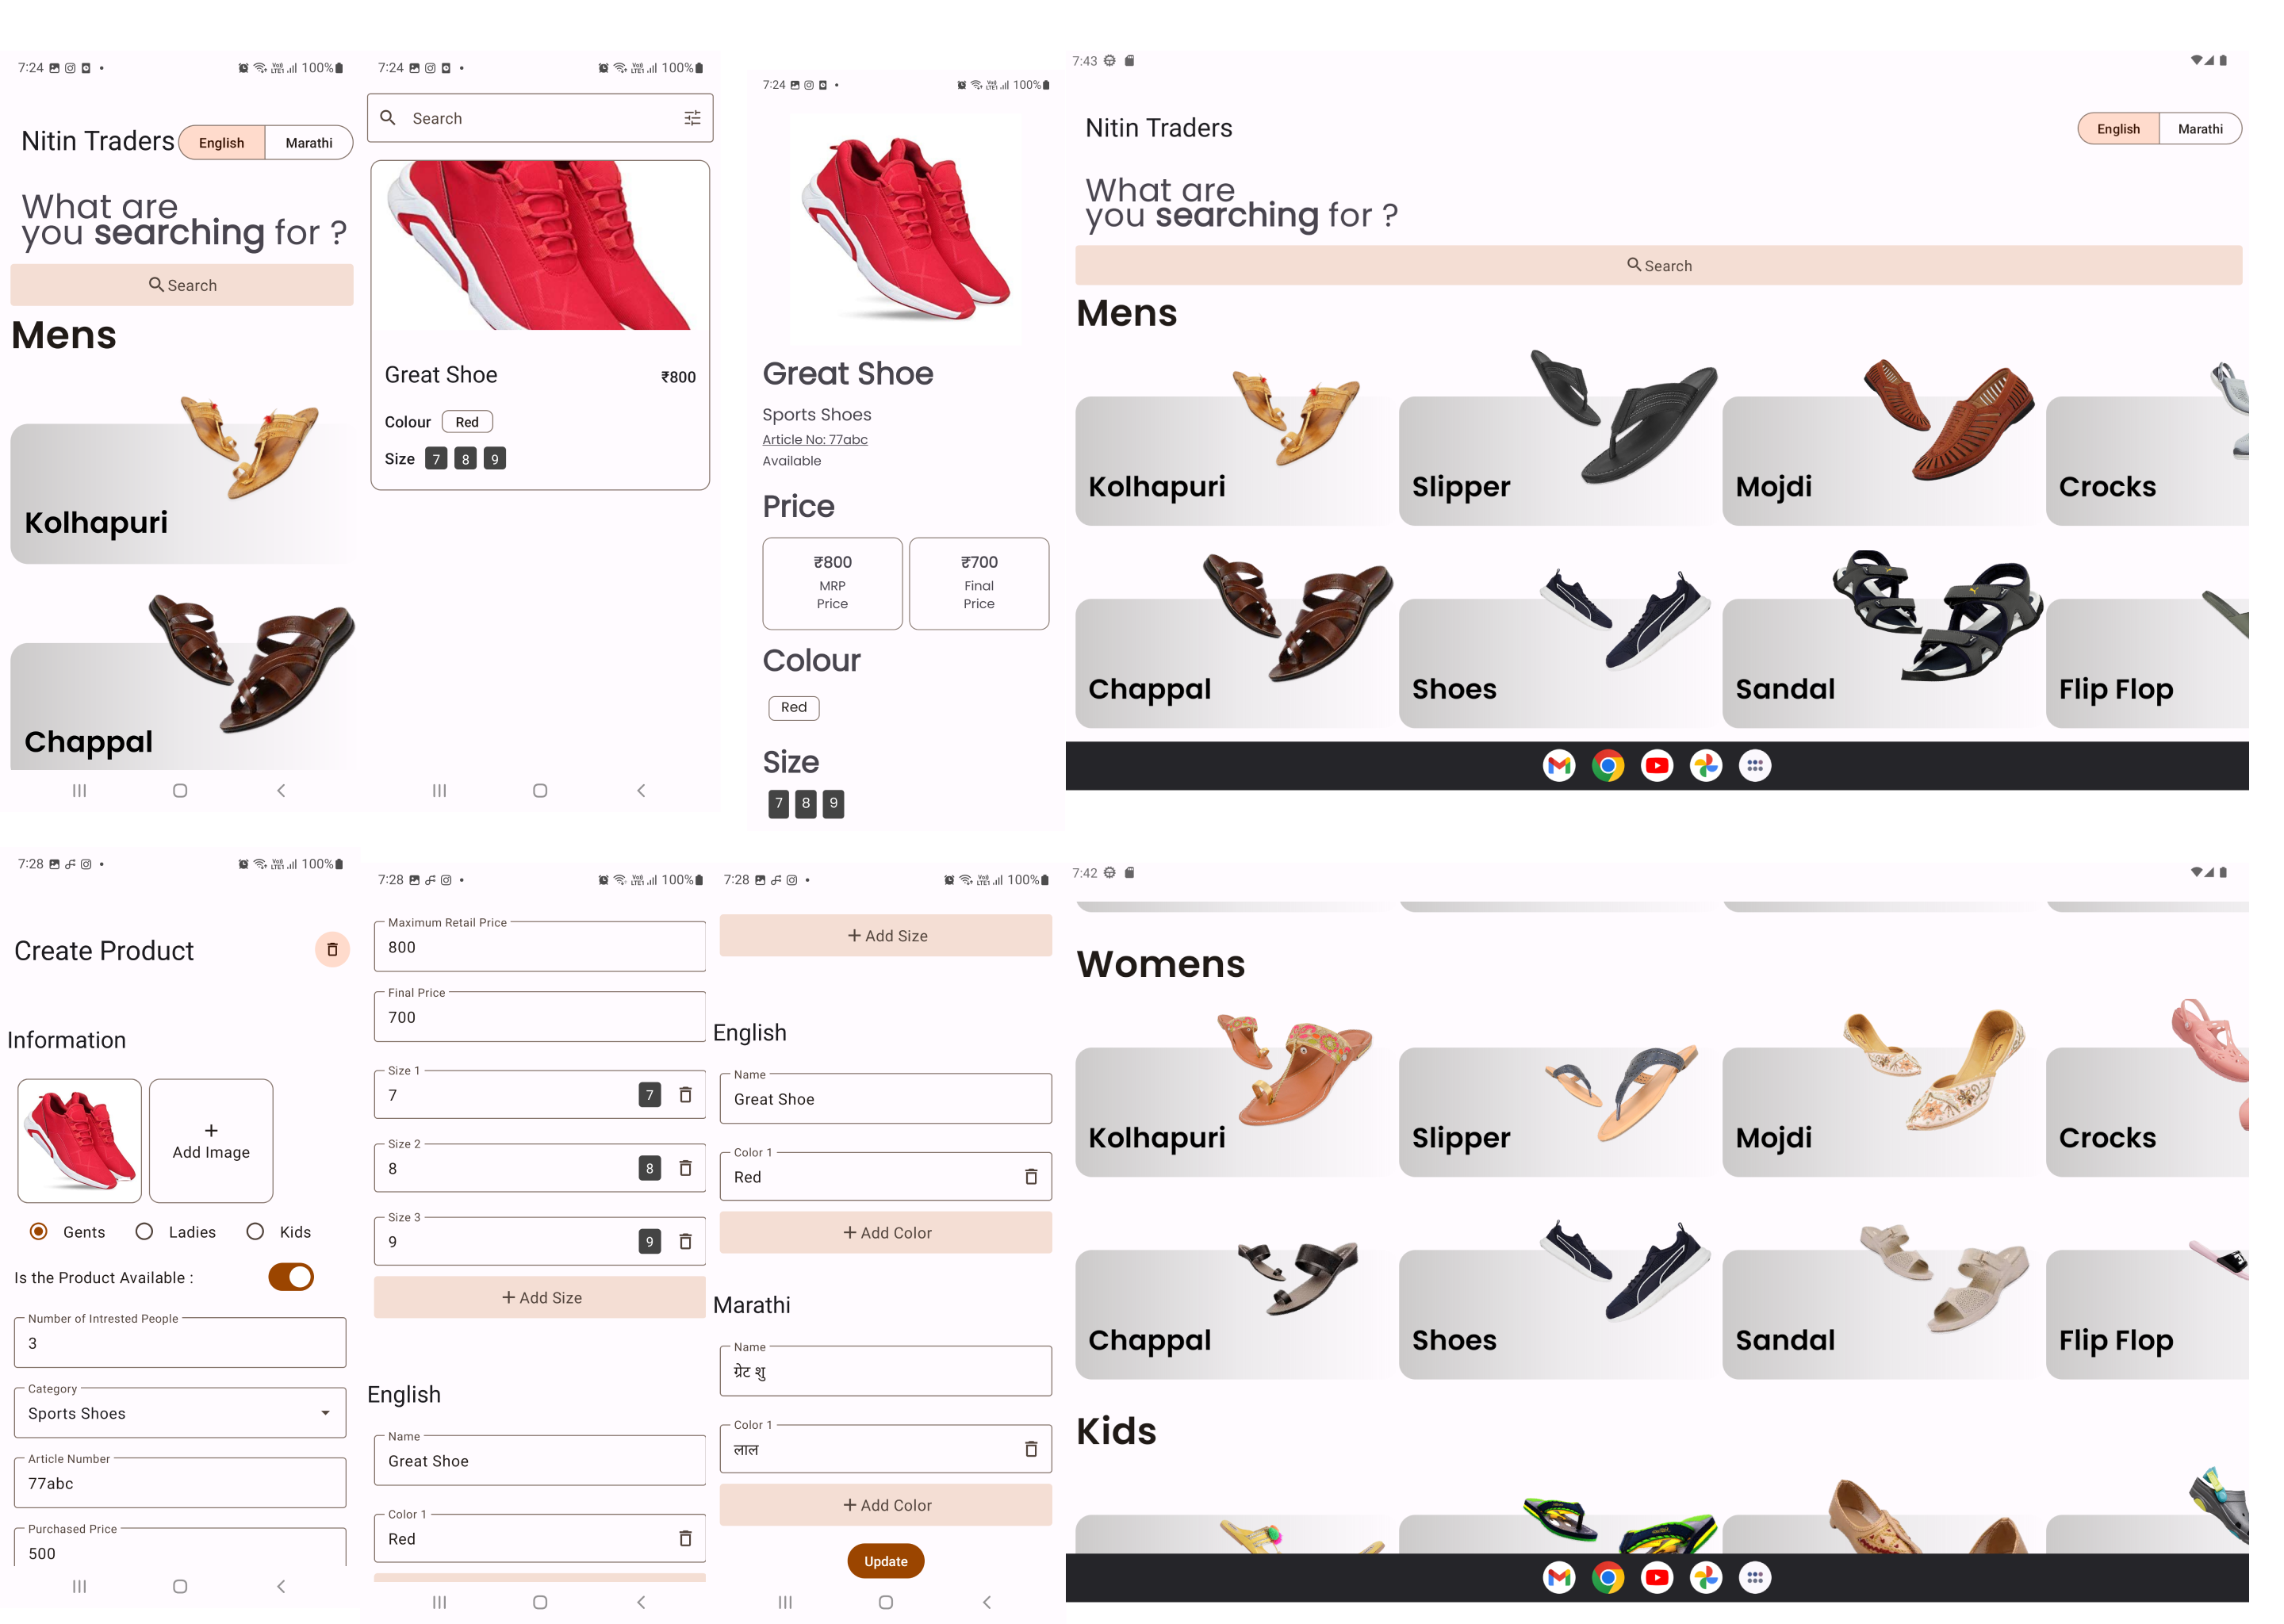 7:24
100%
Nitin Traders
English
Marathi
What are
you searching for ?
Search
Mens
Kolhapuri
Chappal
7:24
100%
Search
Great Shoe
₹800
Colour
Red
Size
7
8
9
7:24
100%
Great Shoe
Sports Shoes
Article No: 77abc
Available
Price
₹800
MRP
Price
₹700
Final
Price
Colour
Red
Size
7
8
9
7:43
Nitin Traders
English
Marathi
What are
you searching for ?
Search
Mens
Kolhapuri
Slipper
Mojdi
Crocks
Chappal
Shoes
Sandal
Flip Flop
7:28
100%
Create Product
Information
Add Image
Gents
Ladies
Kids
Is the Product Available :
Number of Intrested People
3
Category
Sports Shoes
Article Number
77abc
Purchased Price
500
7:28
100%
Maximum Retail Price
800
Final Price
700
Size 1
7
7
Size 2
8
8
Size 3
9
9
+ Add Size
English
Name
Great Shoe
Color 1
Red
7:28
100%
+ Add Size
English
Name
Great Shoe
Color 1
Red
+ Add Color
Marathi
Name
ग्रेट शु
Color 1
लाल
+ Add Color
Update
7:42
Womens
Kolhapuri
Slipper
Mojdi
Crocks
Chappal
Shoes
Sandal
Flip Flop
Kids